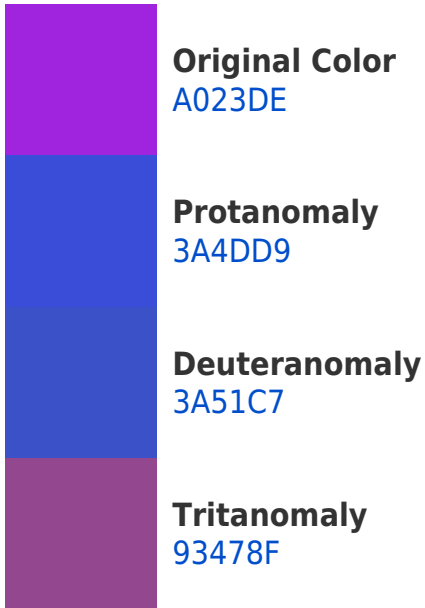 Original Color
A023DE
Protanomaly
3A4DD9
Deuteranomaly
3A51C7
Tritanomaly
93478F